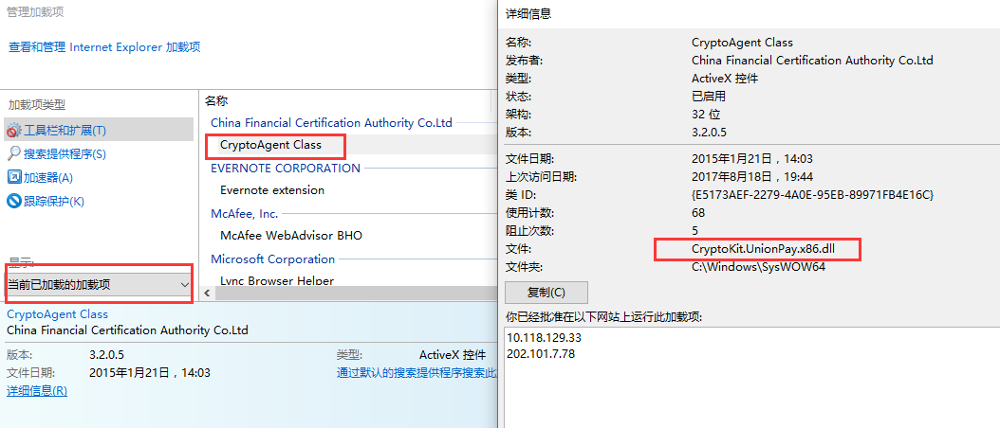 管理加载项
查看和管理 Internet Explorer 加载项
加载项类型
工具栏和扩展(T)
搜索提供程序(S)
加速器(A)
跟踪保护(K)
显示:
当前已加载的加载项
名称
China Financial Certification Authority Co.Ltd
CryptoAgent Class
EVERNOTE CORPORATION
Evernote extension
McAfee, Inc.
McAfee WebAdvisor BHO
Microsoft Corporation
Lync Browser Helper
CryptoAgent Class
China Financial Certification Authority Co.Ltd
版本: 3.2.0.5
文件日期: 2015年1月21日，14:03
详细信息(R)
类型: ActiveX 控件
通过默认的搜索提供程序搜索此
详细信息
名称: CryptoAgent Class
发布者: China Financial Certification Authority Co.Ltd
类型: ActiveX 控件
状态: 已启用
架构: 32 位
版本: 3.2.0.5
文件日期: 2015年1月21日，14:03
上次访问日期: 2017年8月18日，19:44
类 ID: {E5173AEF-2279-4A0E-95EB-89971FB4E16C}
使用计数: 68
阻止次数: 5
文件: CryptoKit.UnionPay.x86.dll
文件夹: C:\Windows\SysWOW64
复制(C)
你已经批准在以下网站上运行此加载项:
10.118.129.33
202.101.7.78